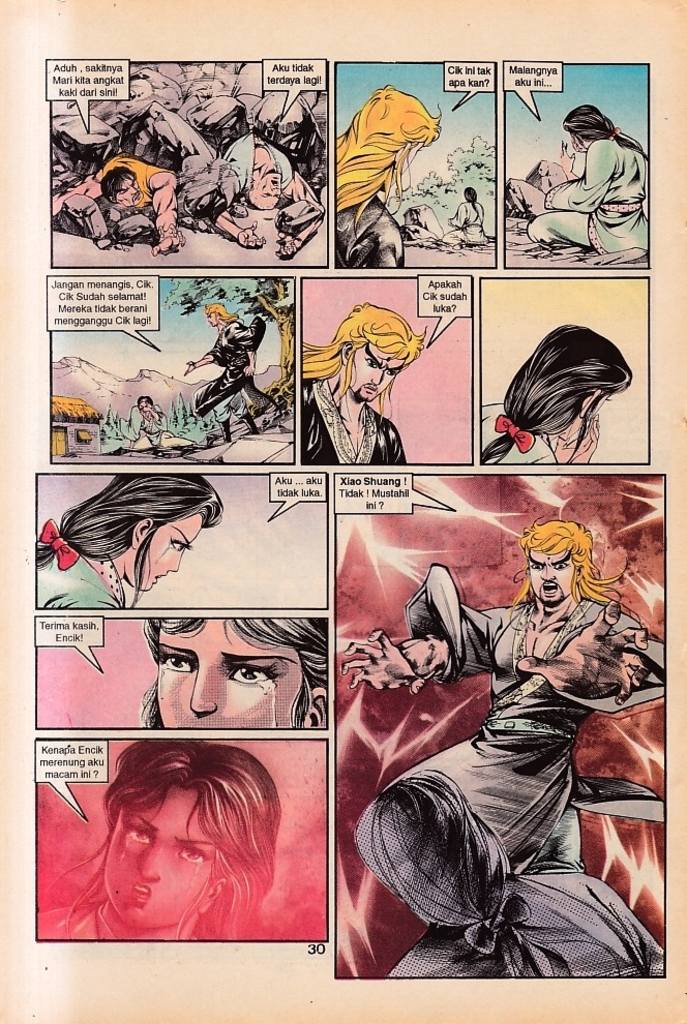 Aduh , sakitnya
Mari kita angkat
kaki dari sini!
Aku tidak
terdaya lagi!
Cik ini tak
apa kan?
Malangnya
aku ini...
Jangan menangis, Cik.
Cik Sudah selamat!
Mereka tidak berani
mengganggu Cik lagi!
Apakah
Cik sudah
luka?
Aku ... aku
tidak luka.
Terima kasih,
Encik!
Kenapa Encik
merenung aku
macam ini ?
Xiao Shuang !
Tidak ! Mustahil
ini ?
30